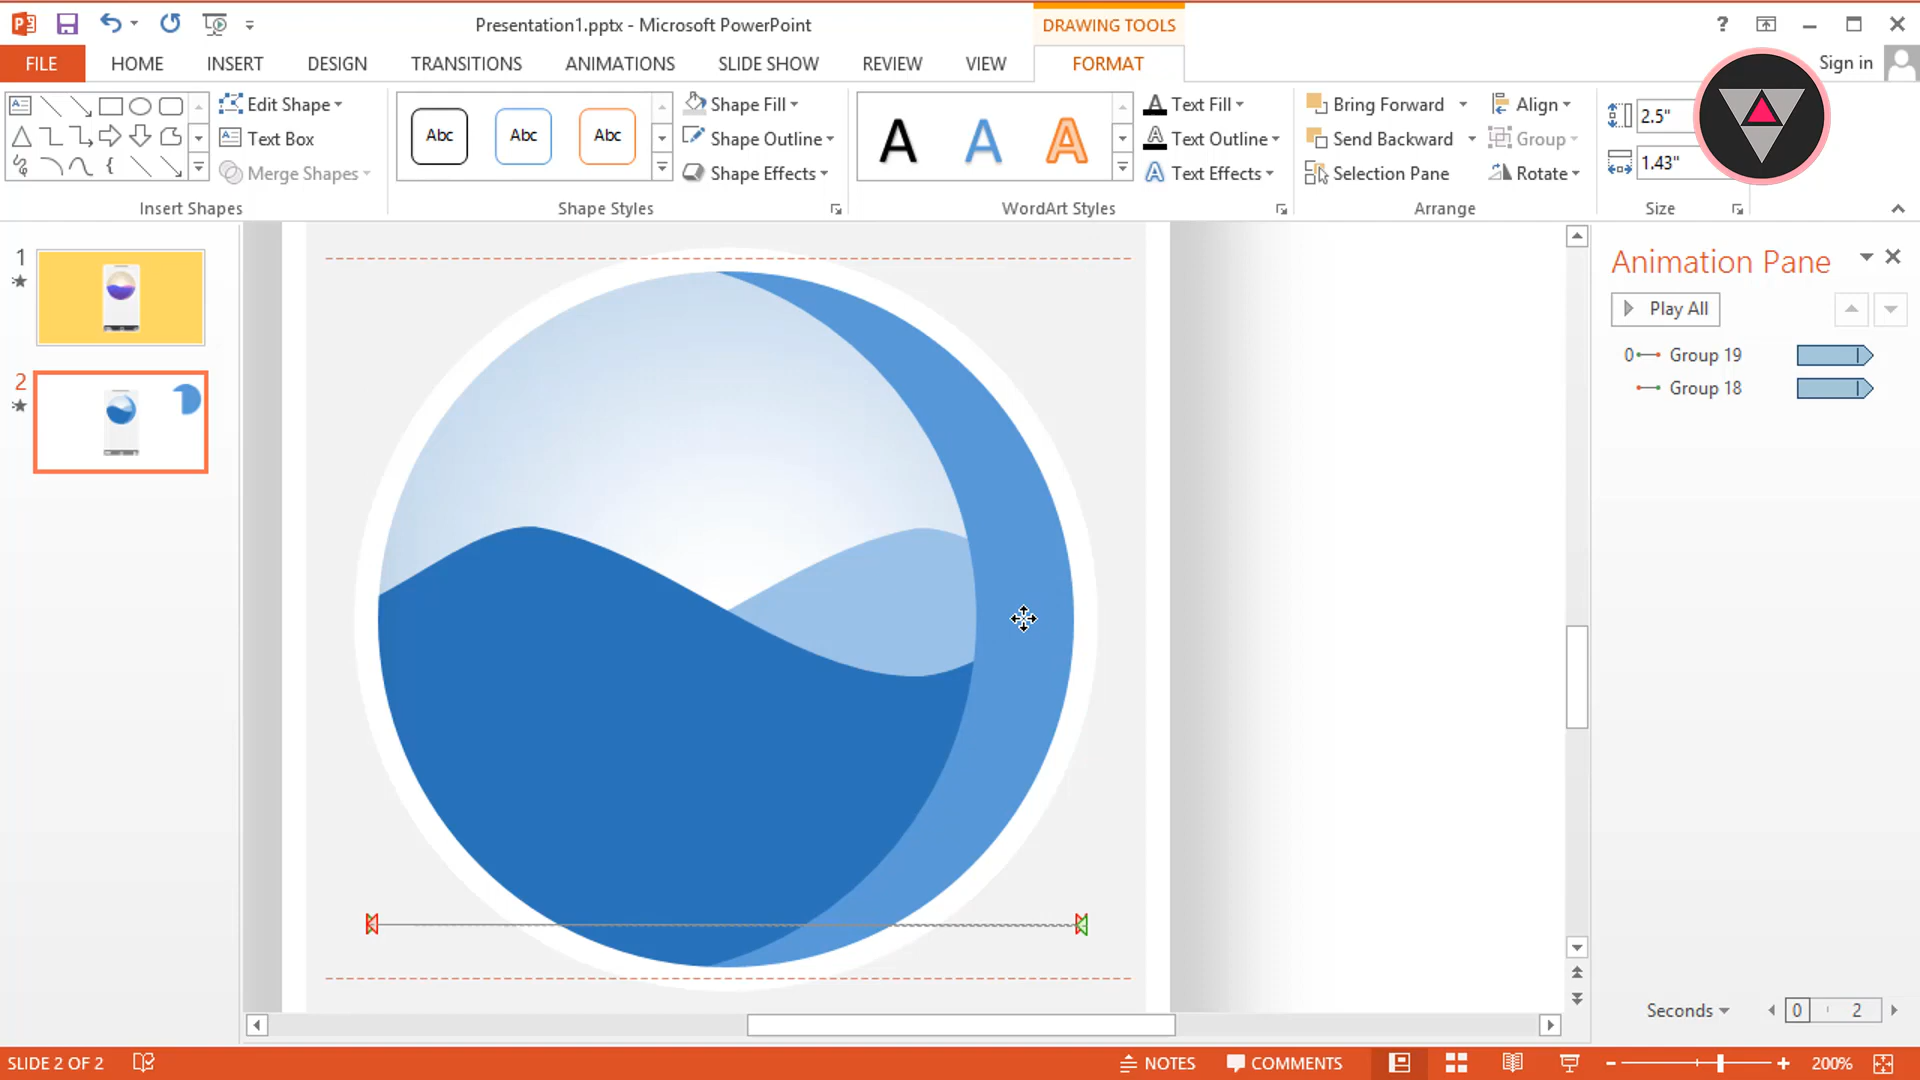 Presentation1.pptx - Microsoft PowerPoint
DRAWING TOOLS
?
FILE
HOME
INSERT
DESIGN
TRANSITIONS
ANIMATIONS
SLIDE SHOW
REVIEW
VIEW
FORMAT
Sign in
Edit Shape
Text Box
Merge Shapes
Insert Shapes
Abc
Abc
Abc
Shape Fill
Shape Outline
Shape Effects
Shape Styles
A
A
A
Text Fill
Text Outline
Text Effects
WordArt Styles
Bring Forward
Send Backward
Selection Pane
Align
Group
Rotate
Arrange
2.5"
1.43"
Size
1
2
Animation Pane
Play All
0
Group 19
Group 18
Seconds
0
2
SLIDE 2 OF 2
NOTES
COMMENTS
200%